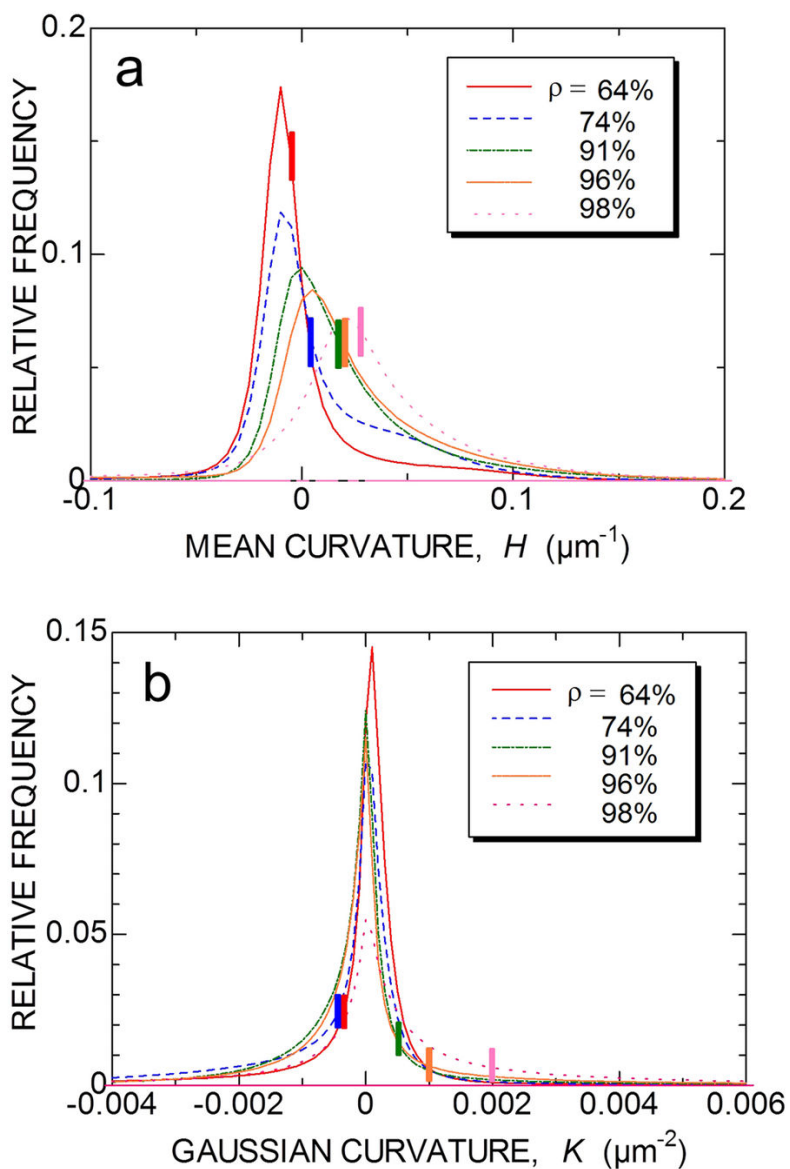 a
0.2
0.1
0
RELATIVE FREQUENCY
ρ = 64%
74%
91%
96%
98%
-0.1 0 0.1 0.2
MEAN CURVATURE, H (μm⁻¹)
b
0.15
0.1
0.05
0
RELATIVE FREQUENCY
ρ = 64%
74%
91%
96%
98%
-0.004 -0.002 0 0.002 0.004 0.006
GAUSSIAN CURVATURE, K (μm⁻²)